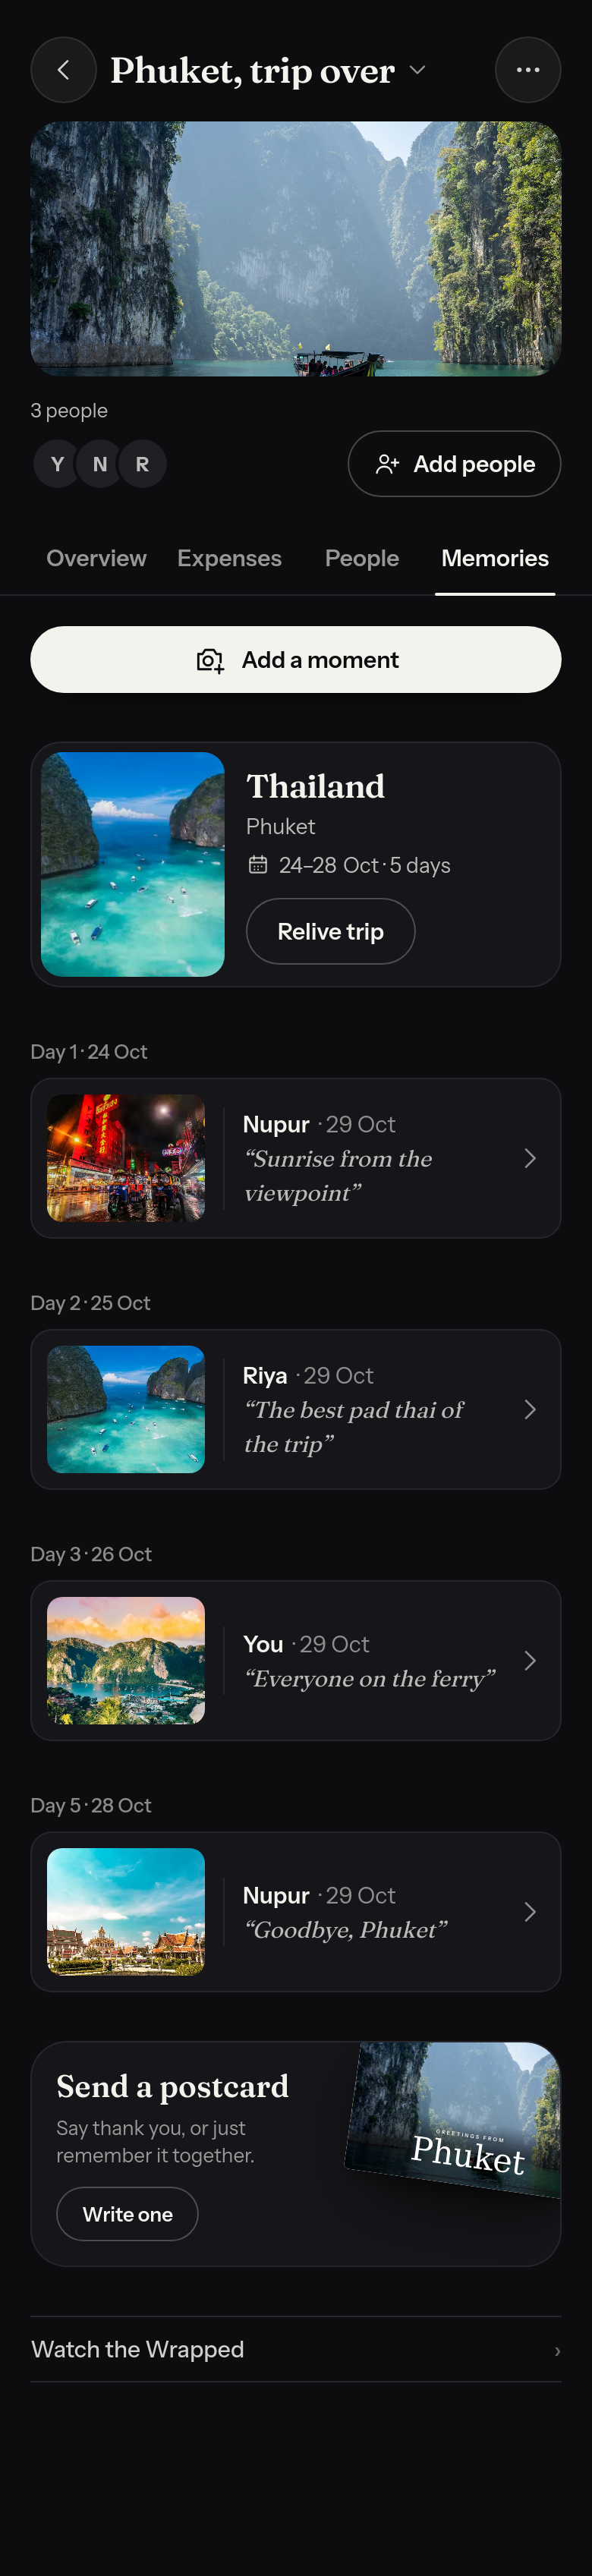 Phuket, trip over
3 people
Y N R
Add people
Overview Expenses People Memories
Add a moment
Thailand
Phuket
24–28 Oct · 5 days
Relive trip
Day 1 · 24 Oct
Nupur · 29 Oct
“Sunrise from the
viewpoint”
Day 2 · 25 Oct
Riya · 29 Oct
“The best pad thai of
the trip”
Day 3 · 26 Oct
You · 29 Oct
“Everyone on the ferry”
Day 5 · 28 Oct
Nupur · 29 Oct
“Goodbye, Phuket”
Send a postcard
Say thank you, or just
remember it together.
Write one
GREETINGS FROM
Phuket
Watch the Wrapped